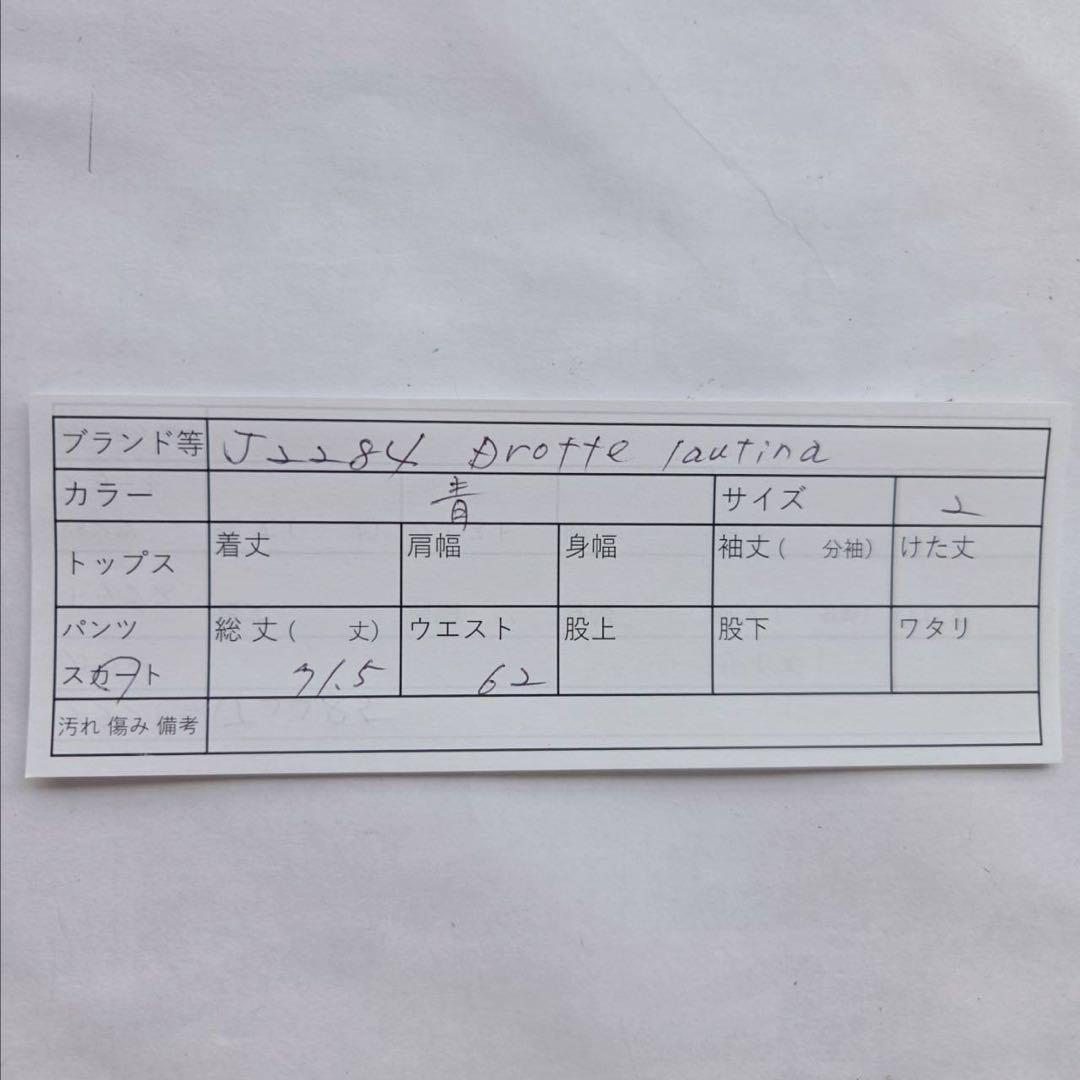 ブランド等 J2284 Drotte lautina
カラー 青 サイズ 2
トップス 着丈 肩幅 身幅 袖丈( 分袖) けた丈
パンツ 総丈( 丈) ウエスト 股上 股下 ワタリ
スカート 71.5 62
汚れ 傷み 備考